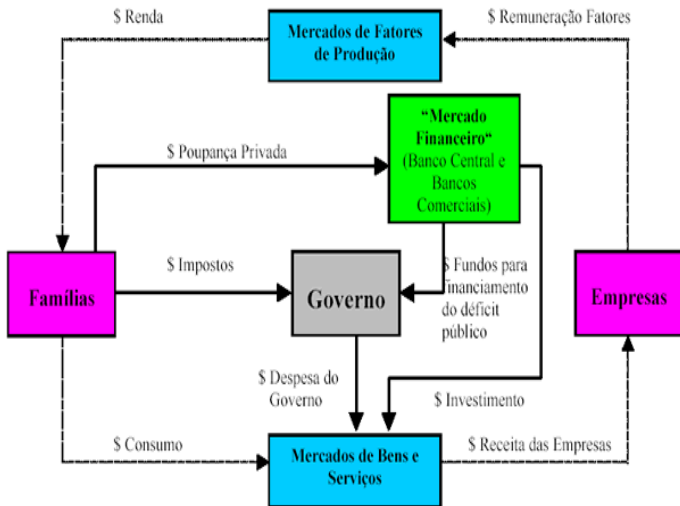 $ Renda
Mercados de Fatores
de Produção
$ Remuneração Fatores
“Mercado
Financeiro“
(Banco Central e
Bancos
Comerciais)
$ Poupança Privada
Famílias
$ Impostos
Governo
$ Fundos para
financiamento
do déficit
público
Empresas
$ Despesa do
Governo
$ Investimento
$ Consumo
Mercados de Bens e
Serviços
$ Receita das Empresas